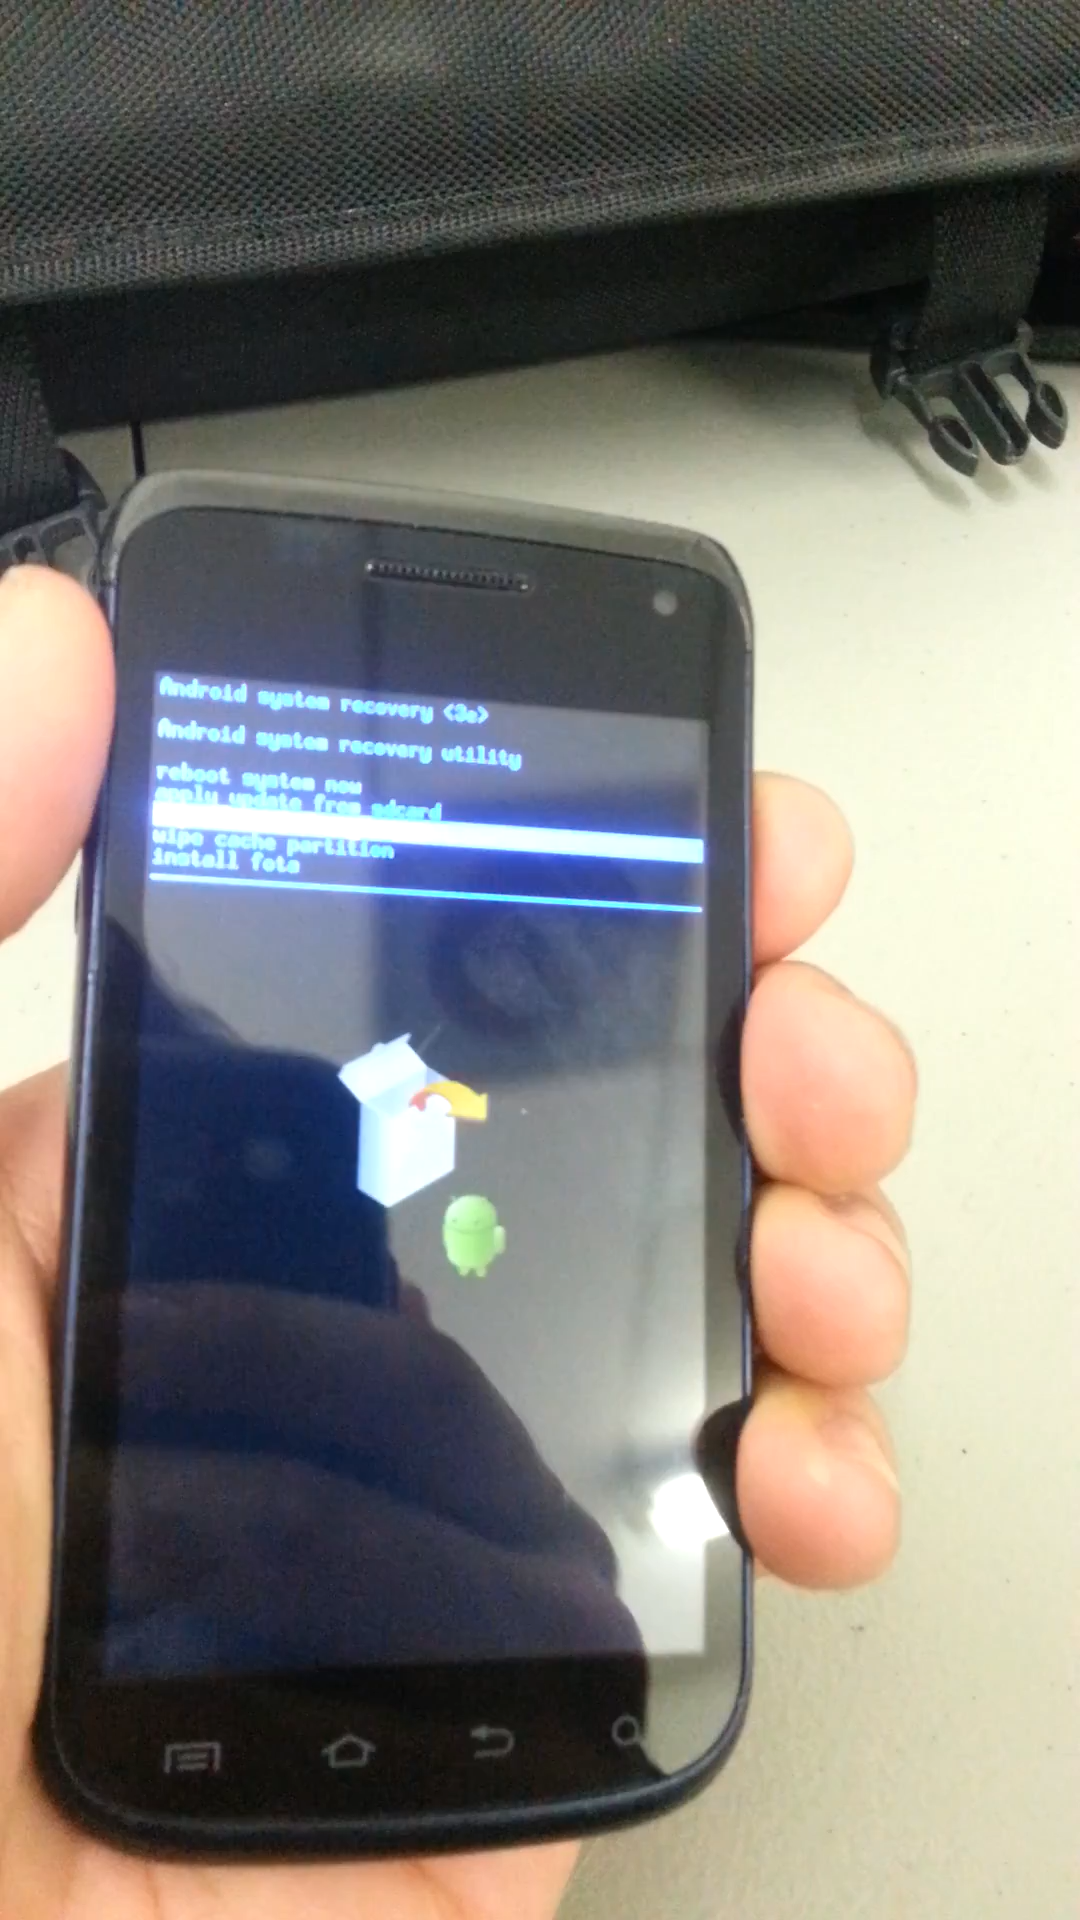 Android system recovery <3e>
Android system recovery utility
reboot system now
apply update from sdcard
wipe cache partition
install fota